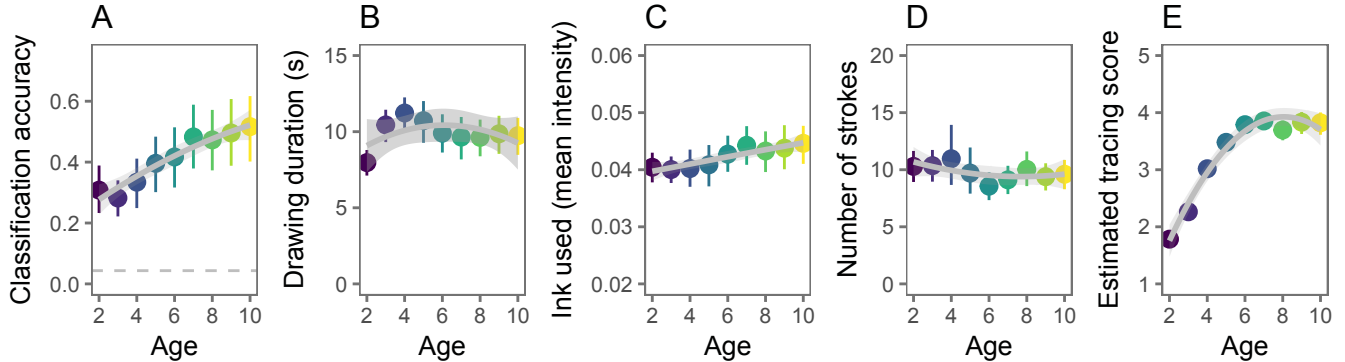 A
Classification accuracy
0.6
0.4
0.2
0.0
2 4 6 8 10
Age
B
Drawing duration (s)
15
10
5
0
2 4 6 8 10
Age
C
Ink used (mean intensity)
0.06
0.05
0.04
0.03
0.02
2 4 6 8 10
Age
D
Number of strokes
20
15
10
5
0
2 4 6 8 10
Age
E
Estimated tracing score
5
4
3
2
1
2 4 6 8 10
Age